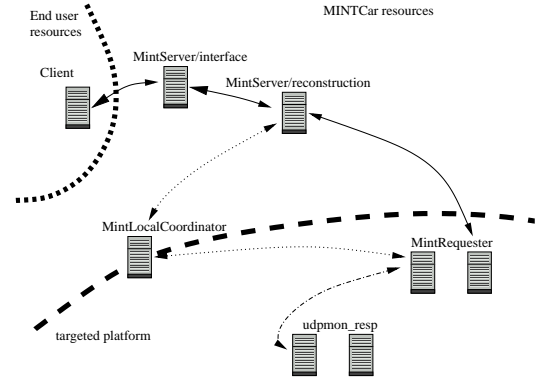 End user
resources
MINTCar resources
Client
MintServer/interface
MintServer/reconstruction
MintLocalCoordinator
MintRequester
targeted platform
udpmon_resp